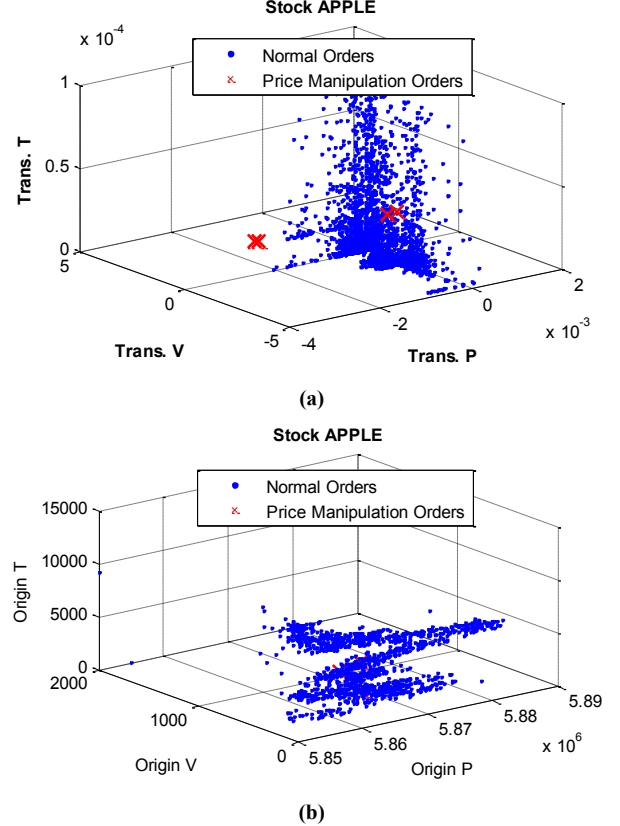 Stock APPLE
x 10⁻⁴
Normal Orders
Price Manipulation Orders
1
0.5
0
Trans. T
5
0
-5
Trans. V
-4
-2
0
2
x 10⁻³
Trans. P
(a)
Stock APPLE
Normal Orders
Price Manipulation Orders
15000
10000
5000
0
Origin T
2000
1000
0
Origin V
5.85
5.86
5.87
5.88
5.89
x 10⁶
Origin P
(b)